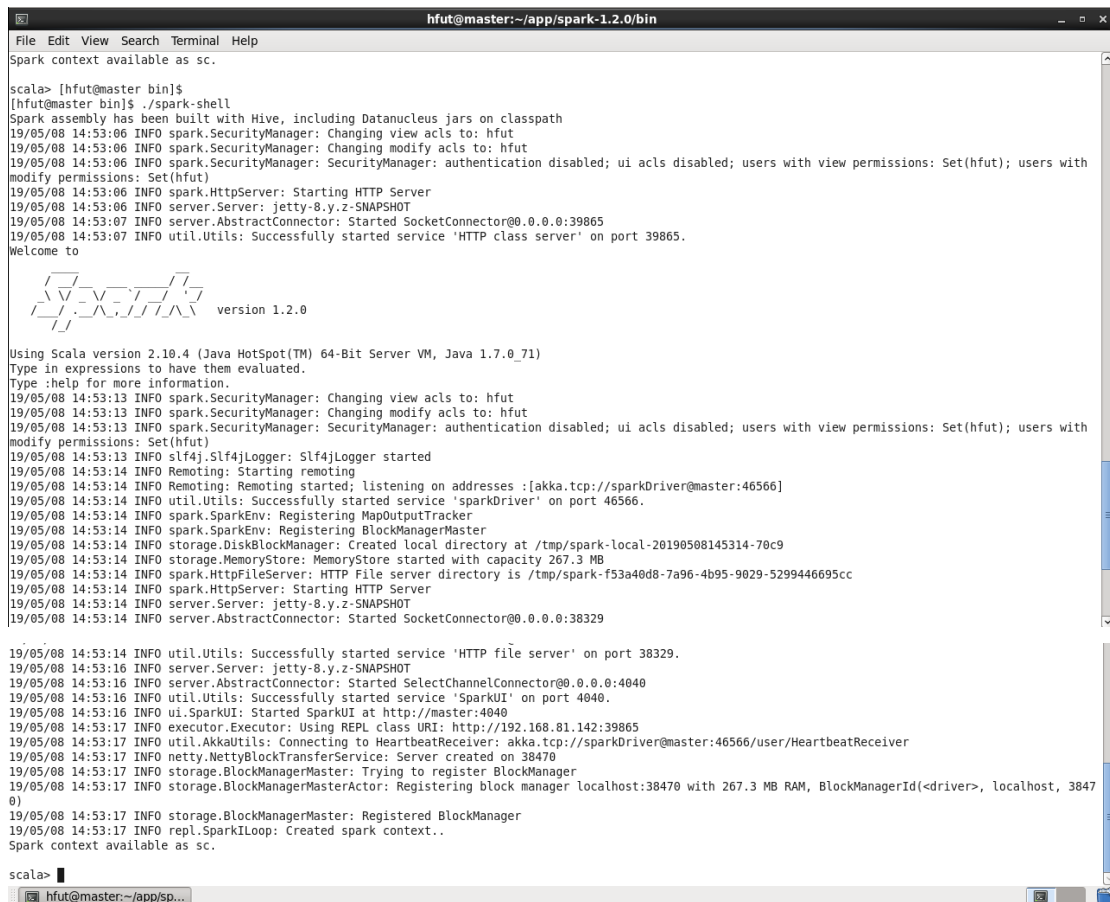 hfut@master:~/app/spark-1.2.0/bin
File Edit View Search Terminal Help
Spark context available as sc.
scala> [hfut@master bin]$
[hfut@master bin]$ ./spark-shell
Spark assembly has been built with Hive, including Datanucleus jars on classpath
19/05/08 14:53:06 INFO spark.SecurityManager: Changing view acls to: hfut
19/05/08 14:53:06 INFO spark.SecurityManager: Changing modify acls to: hfut
19/05/08 14:53:06 INFO spark.SecurityManager: SecurityManager: authentication disabled; ui acls disabled; users with view permissions: Set(hfut); users with
modify permissions: Set(hfut)
19/05/08 14:53:06 INFO spark.HttpServer: Starting HTTP Server
19/05/08 14:53:06 INFO server.Server: jetty-8.y.z-SNAPSHOT
19/05/08 14:53:07 INFO server.AbstractConnector: Started SocketConnector@0.0.0.0:39865
19/05/08 14:53:07 INFO util.Utils: Successfully started service 'HTTP class server' on port 39865.
Welcome to
      ____              __
     / __/__  ___ _____/ /__
    _\ \/ _ \/ _ `/ __/  '_/
   /___/ .__/\_,_/_/ /_/\_\   version 1.2.0
      /_/
Using Scala version 2.10.4 (Java HotSpot(TM) 64-Bit Server VM, Java 1.7.0_71)
Type in expressions to have them evaluated.
Type :help for more information.
19/05/08 14:53:13 INFO spark.SecurityManager: Changing view acls to: hfut
19/05/08 14:53:13 INFO spark.SecurityManager: Changing modify acls to: hfut
19/05/08 14:53:13 INFO spark.SecurityManager: SecurityManager: authentication disabled; ui acls disabled; users with view permissions: Set(hfut); users with
modify permissions: Set(hfut)
19/05/08 14:53:13 INFO slf4j.Slf4jLogger: Slf4jLogger started
19/05/08 14:53:14 INFO Remoting: Starting remoting
19/05/08 14:53:14 INFO Remoting: Remoting started; listening on addresses :[akka.tcp://sparkDriver@master:46566]
19/05/08 14:53:14 INFO util.Utils: Successfully started service 'sparkDriver' on port 46566.
19/05/08 14:53:14 INFO spark.SparkEnv: Registering MapOutputTracker
19/05/08 14:53:14 INFO spark.SparkEnv: Registering BlockManagerMaster
19/05/08 14:53:14 INFO storage.DiskBlockManager: Created local directory at /tmp/spark-local-20190508145314-70c9
19/05/08 14:53:14 INFO storage.MemoryStore: MemoryStore started with capacity 267.3 MB
19/05/08 14:53:14 INFO spark.HttpFileServer: HTTP File server directory is /tmp/spark-f53a40d8-7a96-4b95-9029-5299446695cc
19/05/08 14:53:14 INFO spark.HttpServer: Starting HTTP Server
19/05/08 14:53:14 INFO server.Server: jetty-8.y.z-SNAPSHOT
19/05/08 14:53:14 INFO server.AbstractConnector: Started SocketConnector@0.0.0.0:38329
19/05/08 14:53:14 INFO util.Utils: Successfully started service 'HTTP file server' on port 38329.
19/05/08 14:53:16 INFO server.Server: jetty-8.y.z-SNAPSHOT
19/05/08 14:53:16 INFO server.AbstractConnector: Started SelectChannelConnector@0.0.0.0:4040
19/05/08 14:53:16 INFO util.Utils: Successfully started service 'SparkUI' on port 4040.
19/05/08 14:53:16 INFO ui.SparkUI: Started SparkUI at http://master:4040
19/05/08 14:53:17 INFO executor.Executor: Using REPL class URI: http://192.168.81.142:39865
19/05/08 14:53:17 INFO util.AkkaUtils: Connecting to HeartbeatReceiver: akka.tcp://sparkDriver@master:46566/user/HeartbeatReceiver
19/05/08 14:53:17 INFO netty.NettyBlockTransferService: Server created on 38470
19/05/08 14:53:17 INFO storage.BlockManagerMaster: Trying to register BlockManager
19/05/08 14:53:17 INFO storage.BlockManagerMasterActor: Registering block manager localhost:38470 with 267.3 MB RAM, BlockManagerId(<driver>, localhost, 3847
0)
19/05/08 14:53:17 INFO storage.BlockManagerMaster: Registered BlockManager
19/05/08 14:53:17 INFO repl.SparkILoop: Created spark context..
Spark context available as sc.
scala>
hfut@master:~/app/sp...